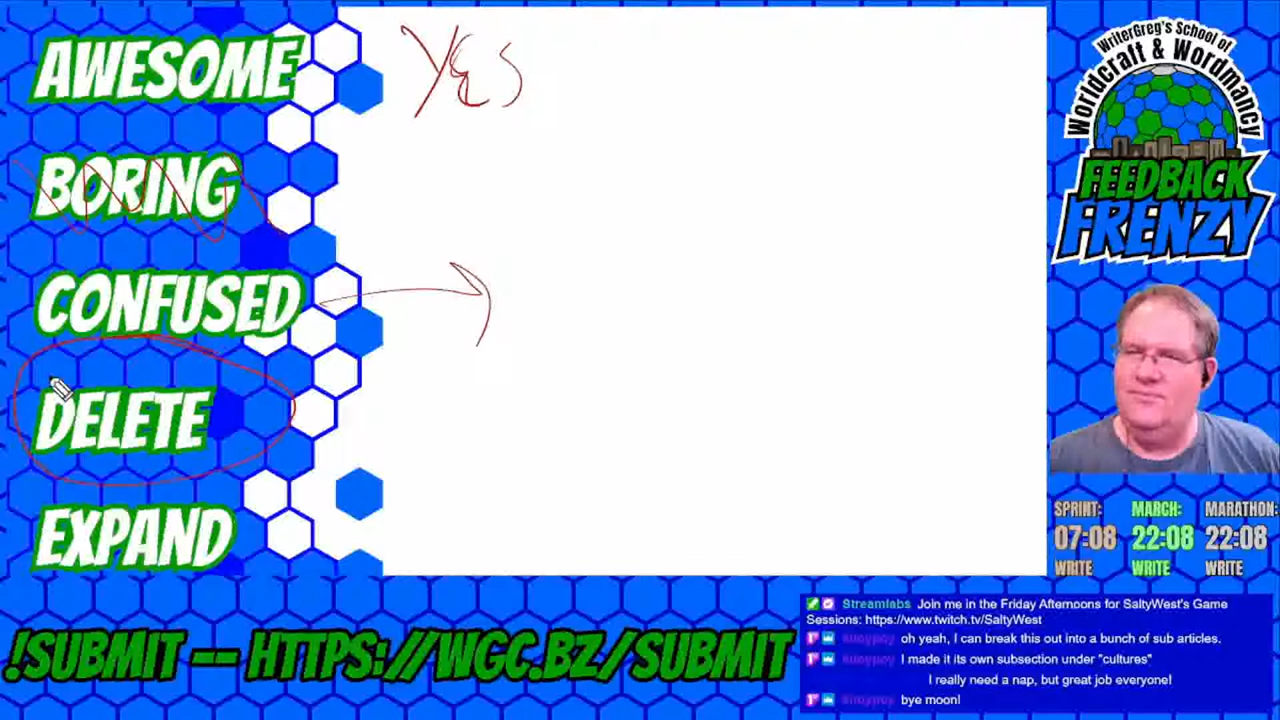 AWESOME
YES
BORING
CONFUSED
DELETE
EXPAND
WriterGreg's School of
Worldcraft & Wordmancy
FEEDBACK
FRENZY
SPRINT: MARCH: MARATHON:
07:08 22:08 22:08
WRITE WRITE WRITE
!SUBMIT -- HTTPS://WGC.BZ/SUBMIT
Streamlabs Join me in the Friday Afternoons for SaltyWest's Game
Sessions: https://www.twitch.tv/SaltyWest
oh yeah, I can break this out into a bunch of sub articles.
I made it its own subsection under "cultures"
I really need a nap, but great job everyone!
bye moon!